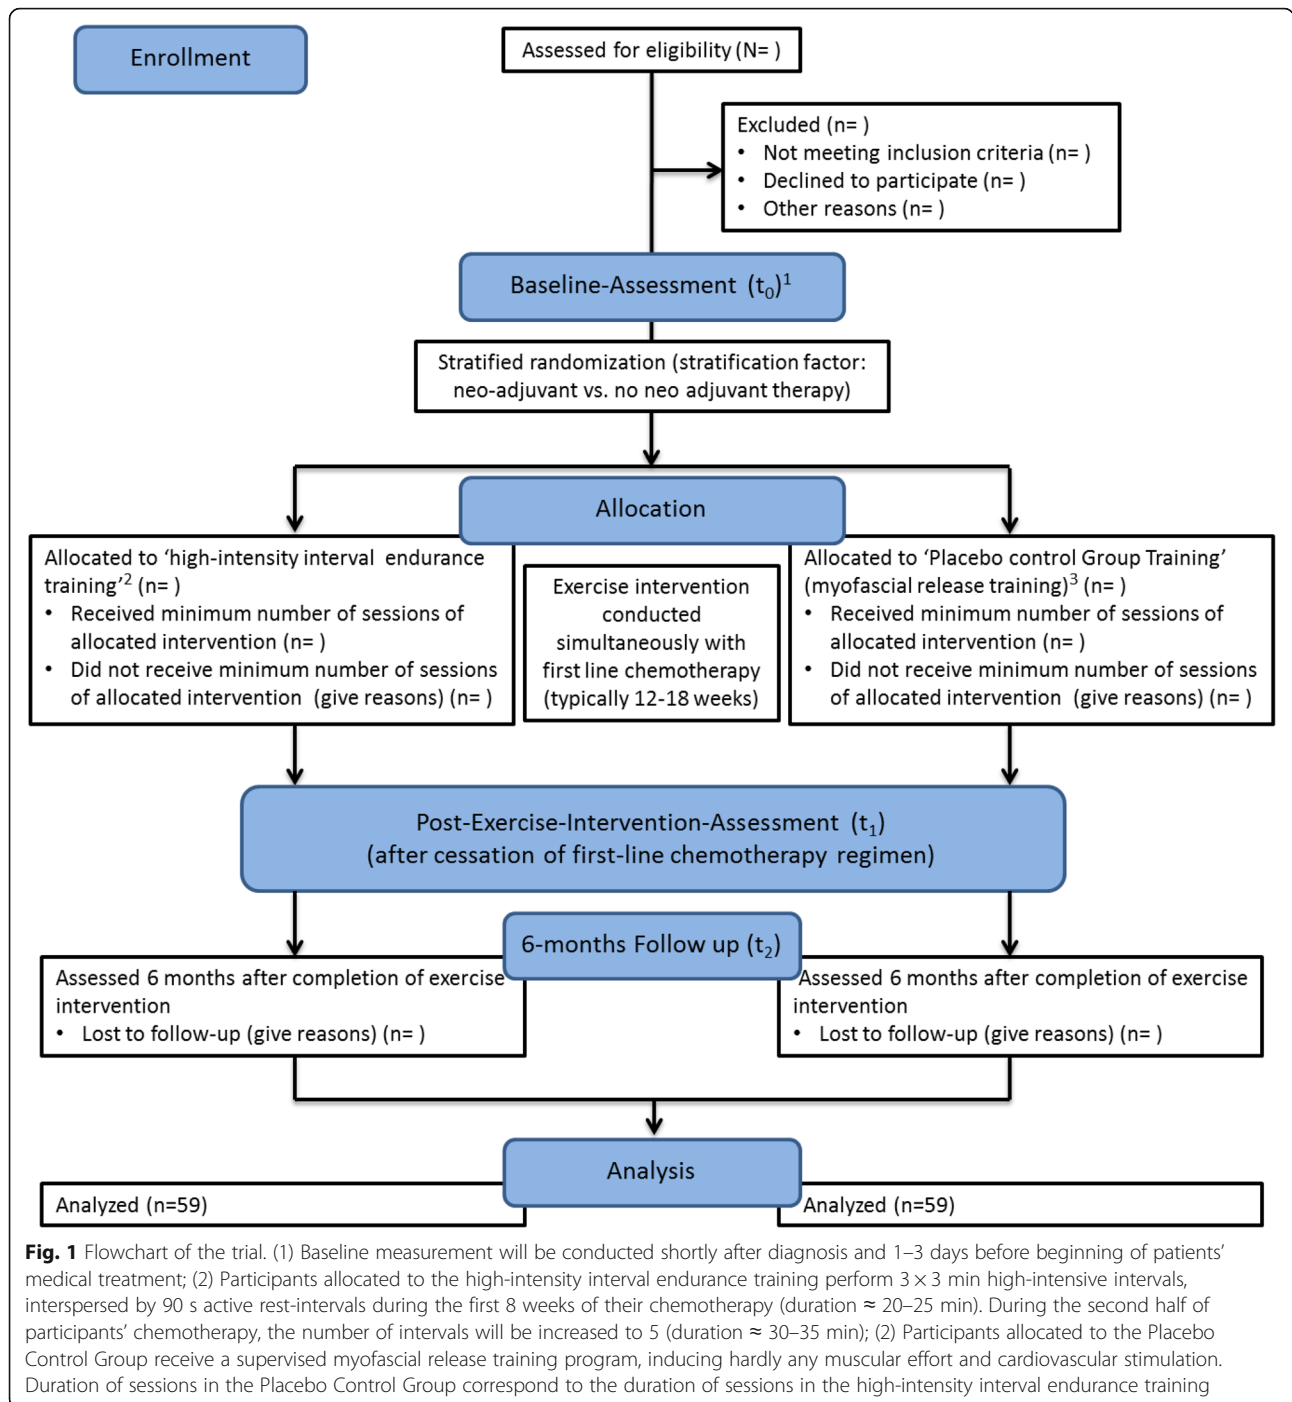 Enrollment
Assessed for eligibility (N= )
Excluded (n= )
• Not meeting inclusion criteria (n= )
• Declined to participate (n= )
• Other reasons (n= )
Baseline-Assessment (t0)1
Stratified randomization (stratification factor:
neo-adjuvant vs. no neo adjuvant therapy)
Allocation
Allocated to ‘high-intensity interval endurance
training’2 (n= )
• Received minimum number of sessions of
allocated intervention (n= )
• Did not receive minimum number of sessions
of allocated intervention (give reasons) (n= )
Exercise intervention
conducted
simultaneously with
first line chemotherapy
(typically 12-18 weeks)
Allocated to ‘Placebo control Group Training’
(myofascial release training)3 (n= )
• Received minimum number of sessions of
allocated intervention (n= )
• Did not receive minimum number of sessions
of allocated intervention (give reasons) (n= )
Post-Exercise-Intervention-Assessment (t1)
(after cessation of first-line chemotherapy regimen)
6-months Follow up (t2)
Assessed 6 months after completion of exercise
intervention
• Lost to follow-up (give reasons) (n= )
Assessed 6 months after completion of exercise
intervention
• Lost to follow-up (give reasons) (n= )
Analysis
Analyzed (n=59)
Analyzed (n=59)
Fig. 1 Flowchart of the trial. (1) Baseline measurement will be conducted shortly after diagnosis and 1–3 days before beginning of patients’
medical treatment; (2) Participants allocated to the high-intensity interval endurance training perform 3 × 3 min high-intensive intervals,
interspersed by 90 s active rest-intervals during the first 8 weeks of their chemotherapy (duration ≈ 20–25 min). During the second half of
participants’ chemotherapy, the number of intervals will be increased to 5 (duration ≈ 30–35 min); (2) Participants allocated to the Placebo
Control Group receive a supervised myofascial release training program, inducing hardly any muscular effort and cardiovascular stimulation.
Duration of sessions in the Placebo Control Group correspond to the duration of sessions in the high-intensity interval endurance training